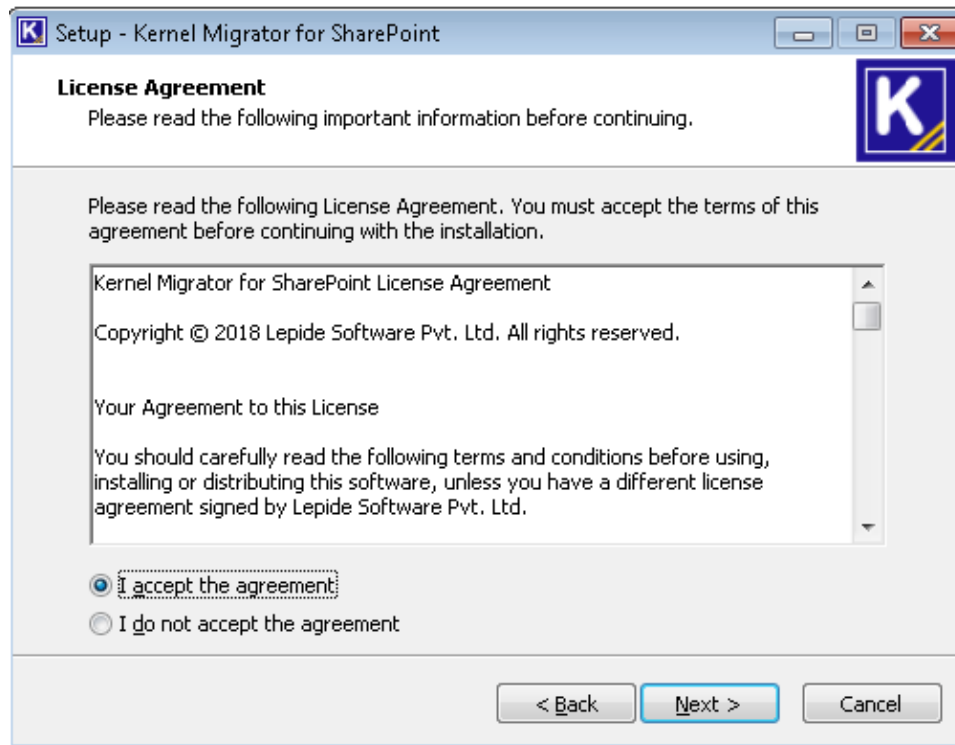 Setup - Kernel Migrator for SharePoint
License Agreement
Please read the following important information before continuing.
K
Please read the following License Agreement. You must accept the terms of this
agreement before continuing with the installation.
Kernel Migrator for SharePoint License Agreement
Copyright © 2018 Lepide Software Pvt. Ltd. All rights reserved.
Your Agreement to this License
You should carefully read the following terms and conditions before using,
installing or distributing this software, unless you have a different license
agreement signed by Lepide Software Pvt. Ltd.
I accept the agreement
I do not accept the agreement
< Back Next > Cancel